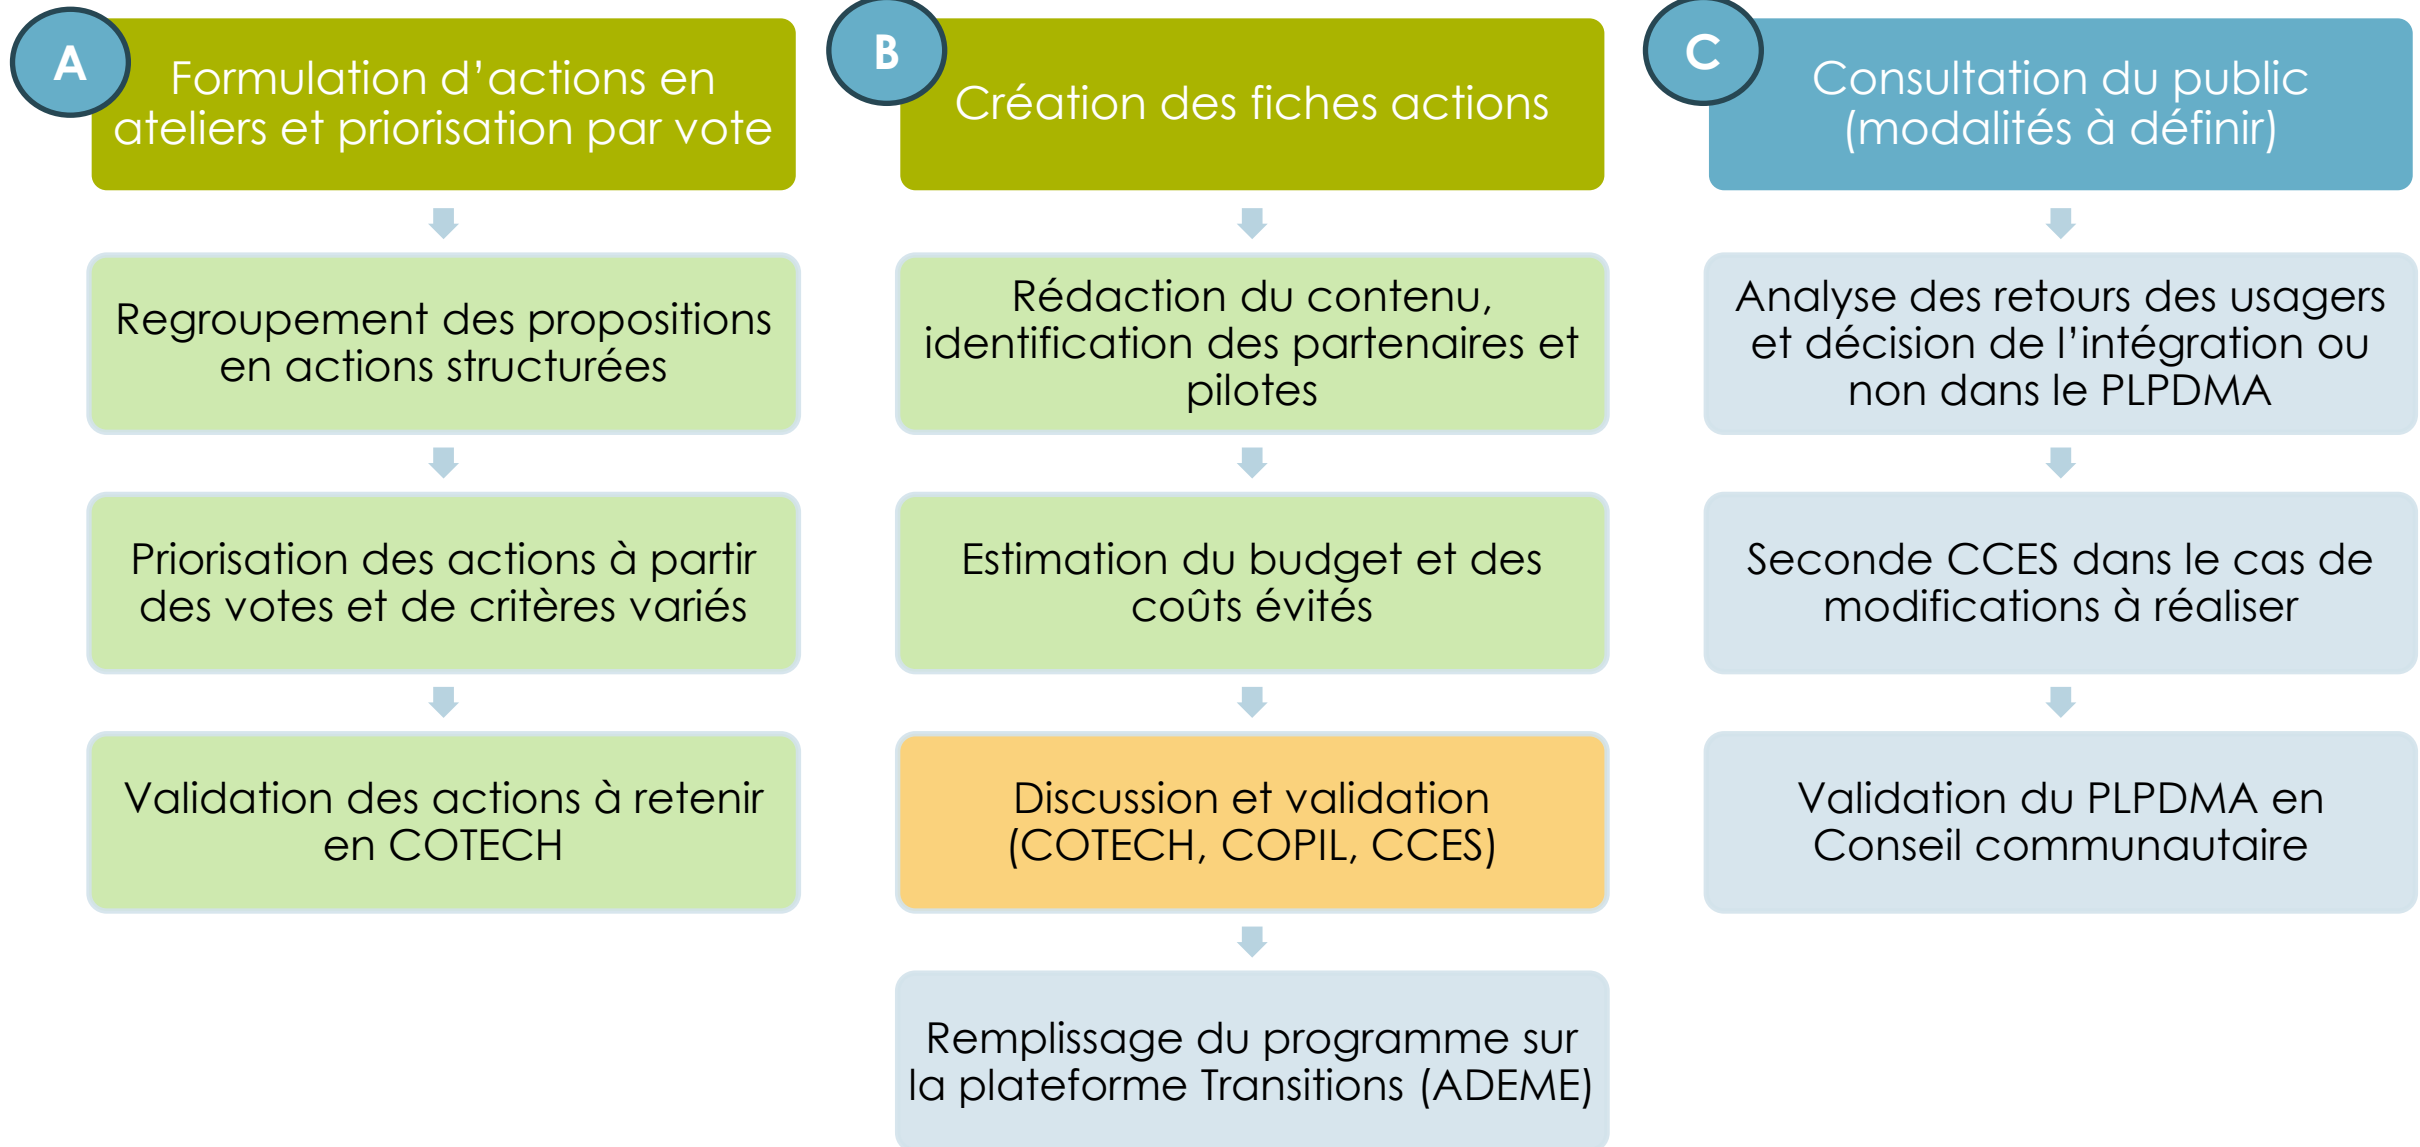 A
Formulation d’actions en
ateliers et priorisation par vote
Regroupement des propositions
en actions structurées
Priorisation des actions à partir
des votes et de critères variés
Validation des actions à retenir
en COTECH
B
Création des fiches actions
Rédaction du contenu,
identification des partenaires et
pilotes
Estimation du budget et des
coûts évités
Discussion et validation
(COTECH, COPIL, CCES)
Remplissage du programme sur
la plateforme Transitions (ADEME)
C
Consultation du public
(modalités à définir)
Analyse des retours des usagers
et décision de l’intégration ou
non dans le PLPDMA
Seconde CCES dans le cas de
modifications à réaliser
Validation du PLPDMA en
Conseil communautaire